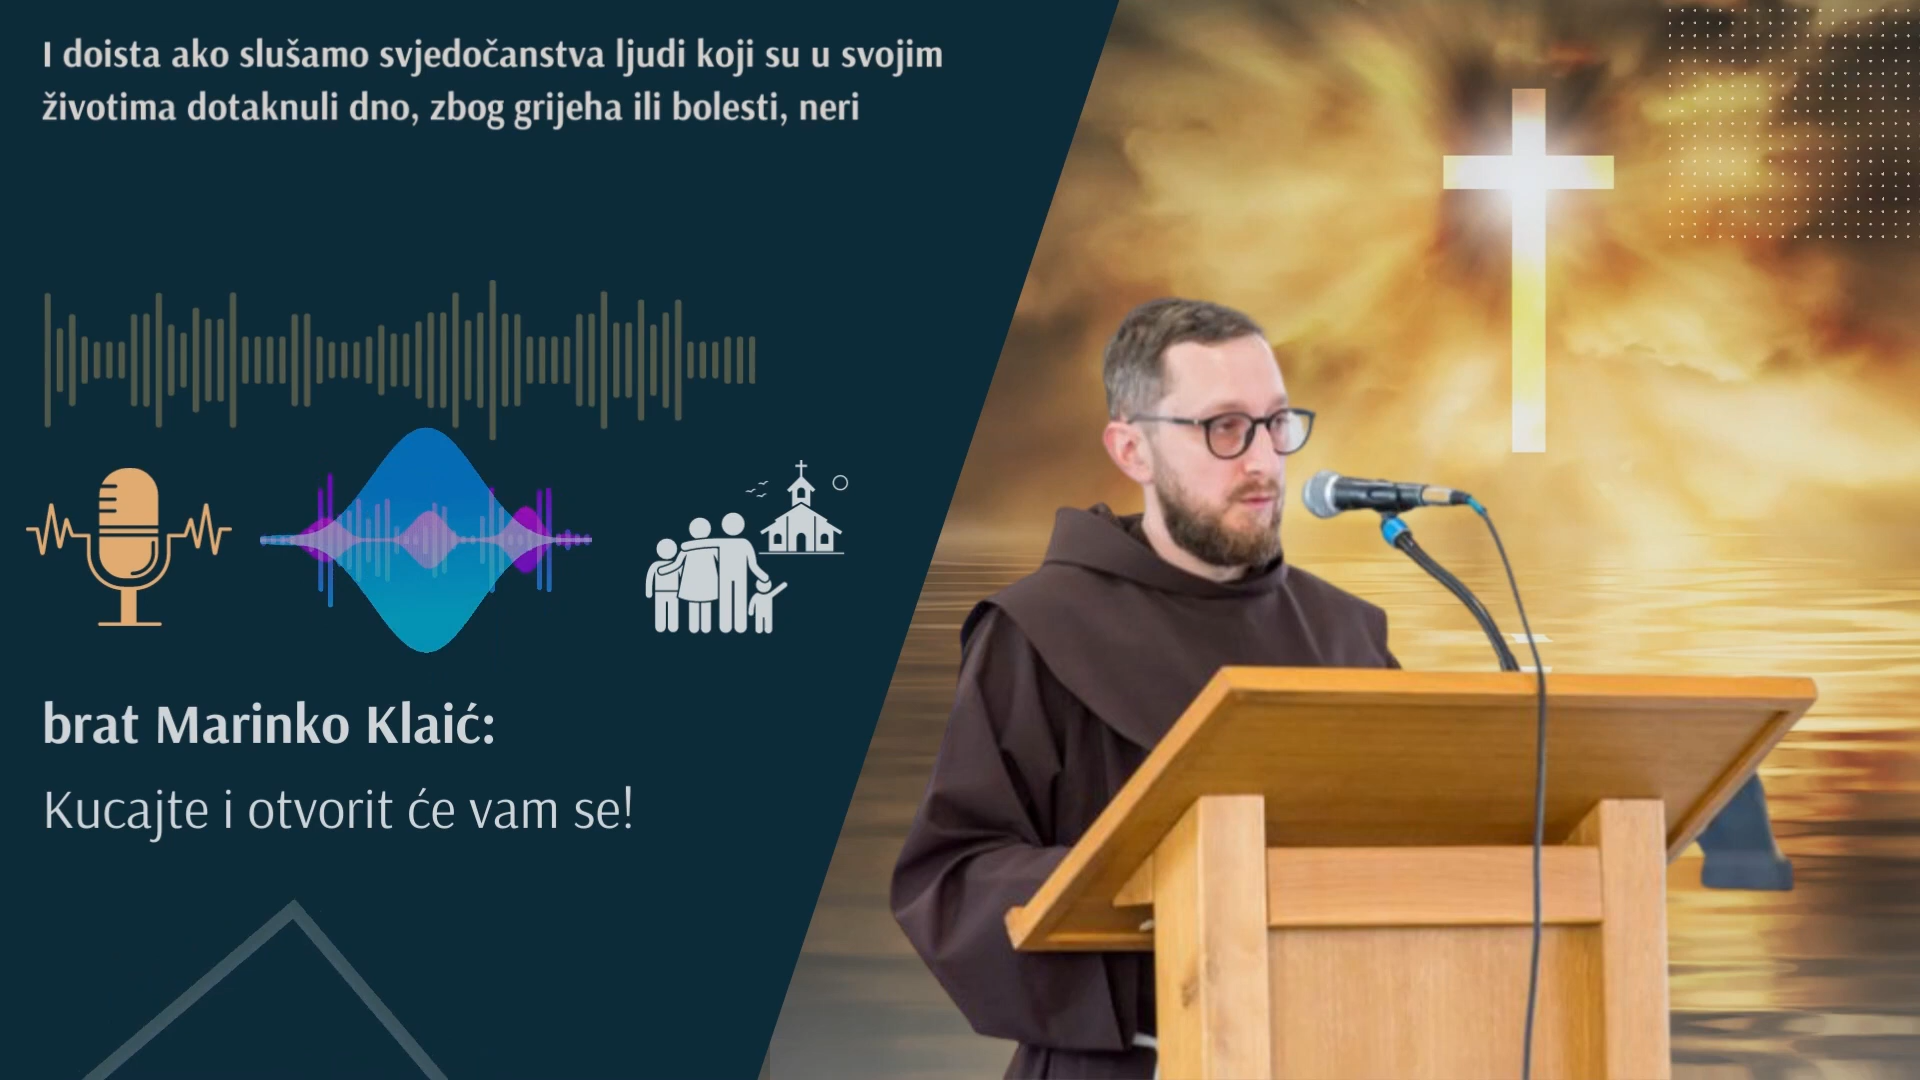 I doista ako slušamo svjedočanstva ljudi koji su u svojim
životima dotaknuli dno, zbog grijeha ili bolesti, neri
brat Marinko Klaić:
Kucajte i otvorit će vam se!